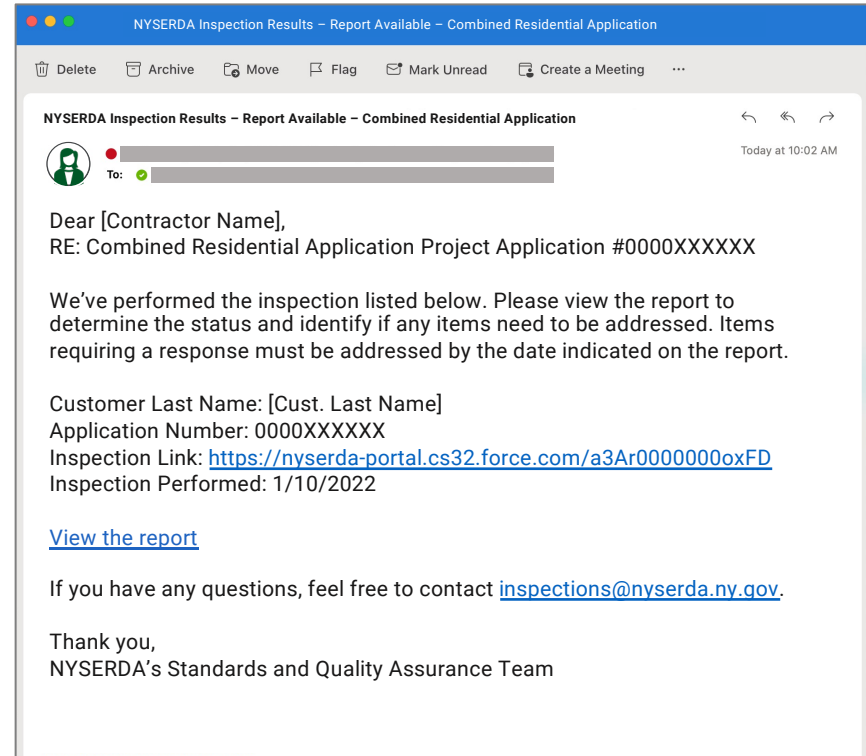 NYSERDA Inspection Results – Report Available – Combined Residential Application
Delete Archive Move Flag Mark Unread Create a Meeting ...
NYSERDA Inspection Results – Report Available – Combined Residential Application
Today at 10:02 AM
To:
Dear [Contractor Name],
RE: Combined Residential Application Project Application #0000XXXXXX
We've performed the inspection listed below. Please view the report to
determine the status and identify if any items need to be addressed. Items
requiring a response must be addressed by the date indicated on the report.
Customer Last Name: [Cust. Last Name]
Application Number: 0000XXXXXX
Inspection Link: https://nyserda-portal.cs32.force.com/a3Ar0000000oxFD
Inspection Performed: 1/10/2022
View the report
If you have any questions, feel free to contact inspections@nyserda.ny.gov.
Thank you,
NYSERDA's Standards and Quality Assurance Team